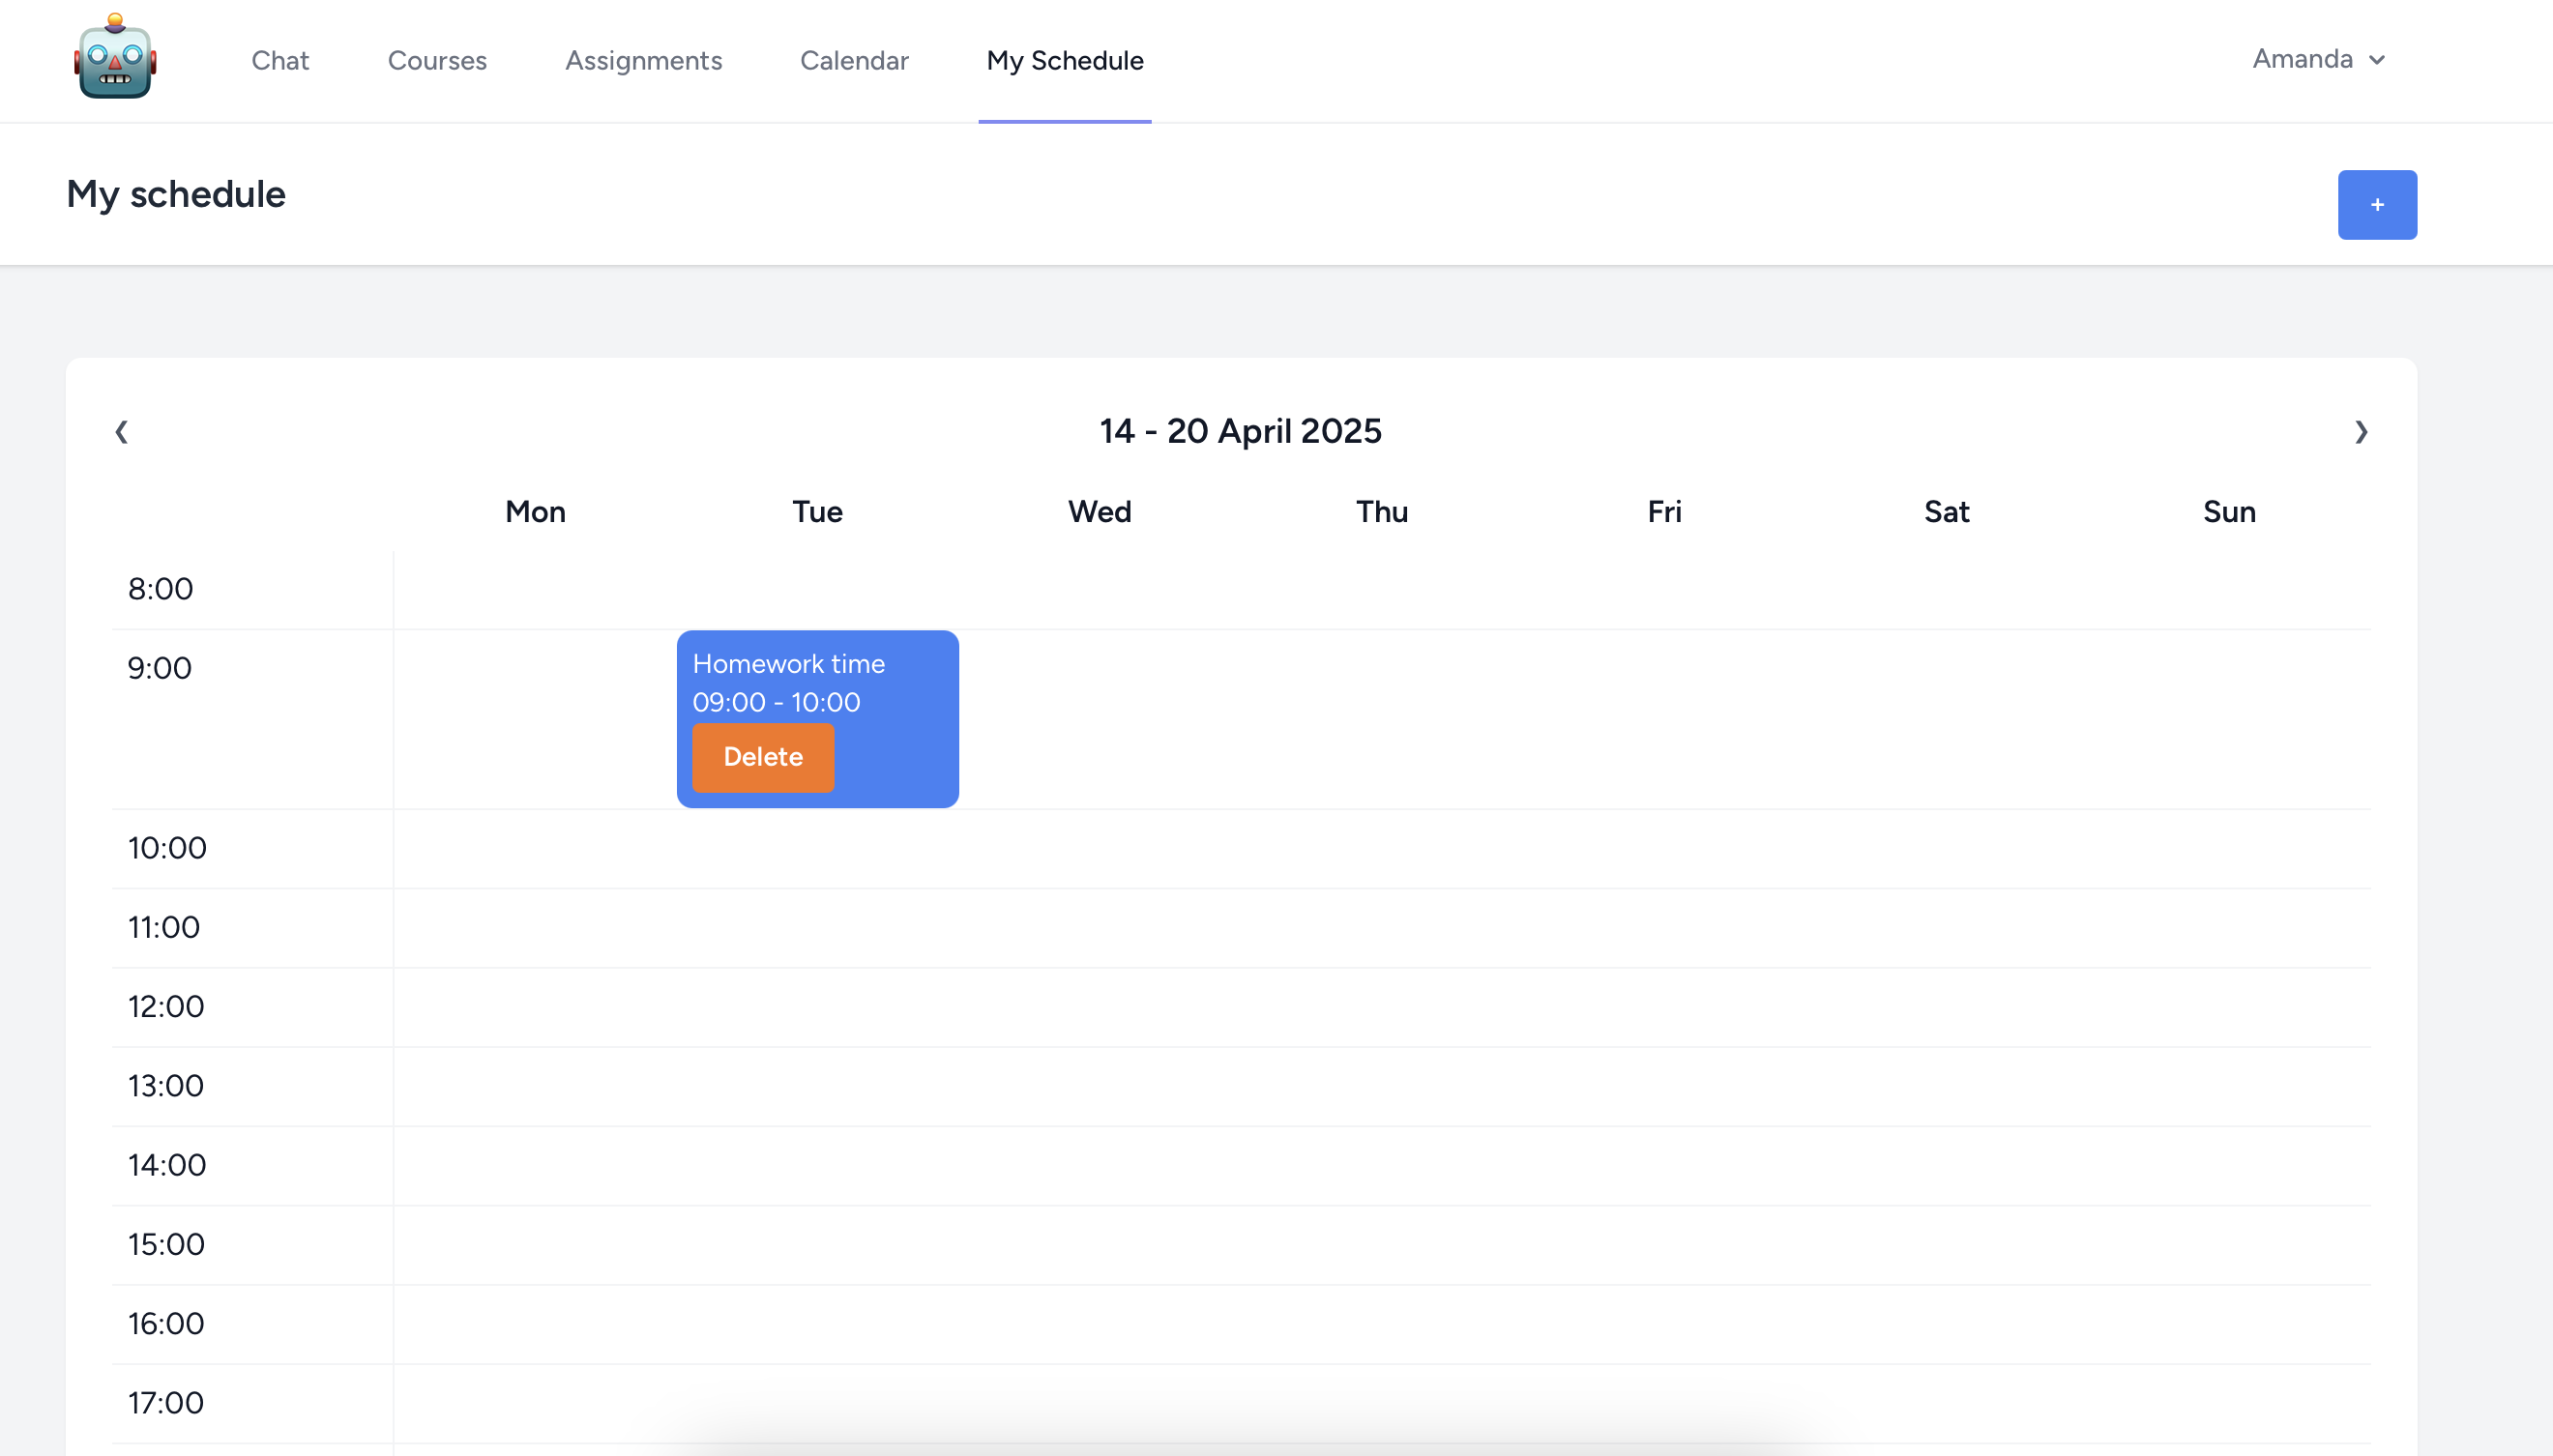 Chat Courses Assignments Calendar My Schedule Amanda
My schedule +
❮ 14 - 20 April 2025 ❯
Mon Tue Wed Thu Fri Sat Sun
8:00
9:00
Homework time
09:00 - 10:00
Delete
10:00
11:00
12:00
13:00
14:00
15:00
16:00
17:00